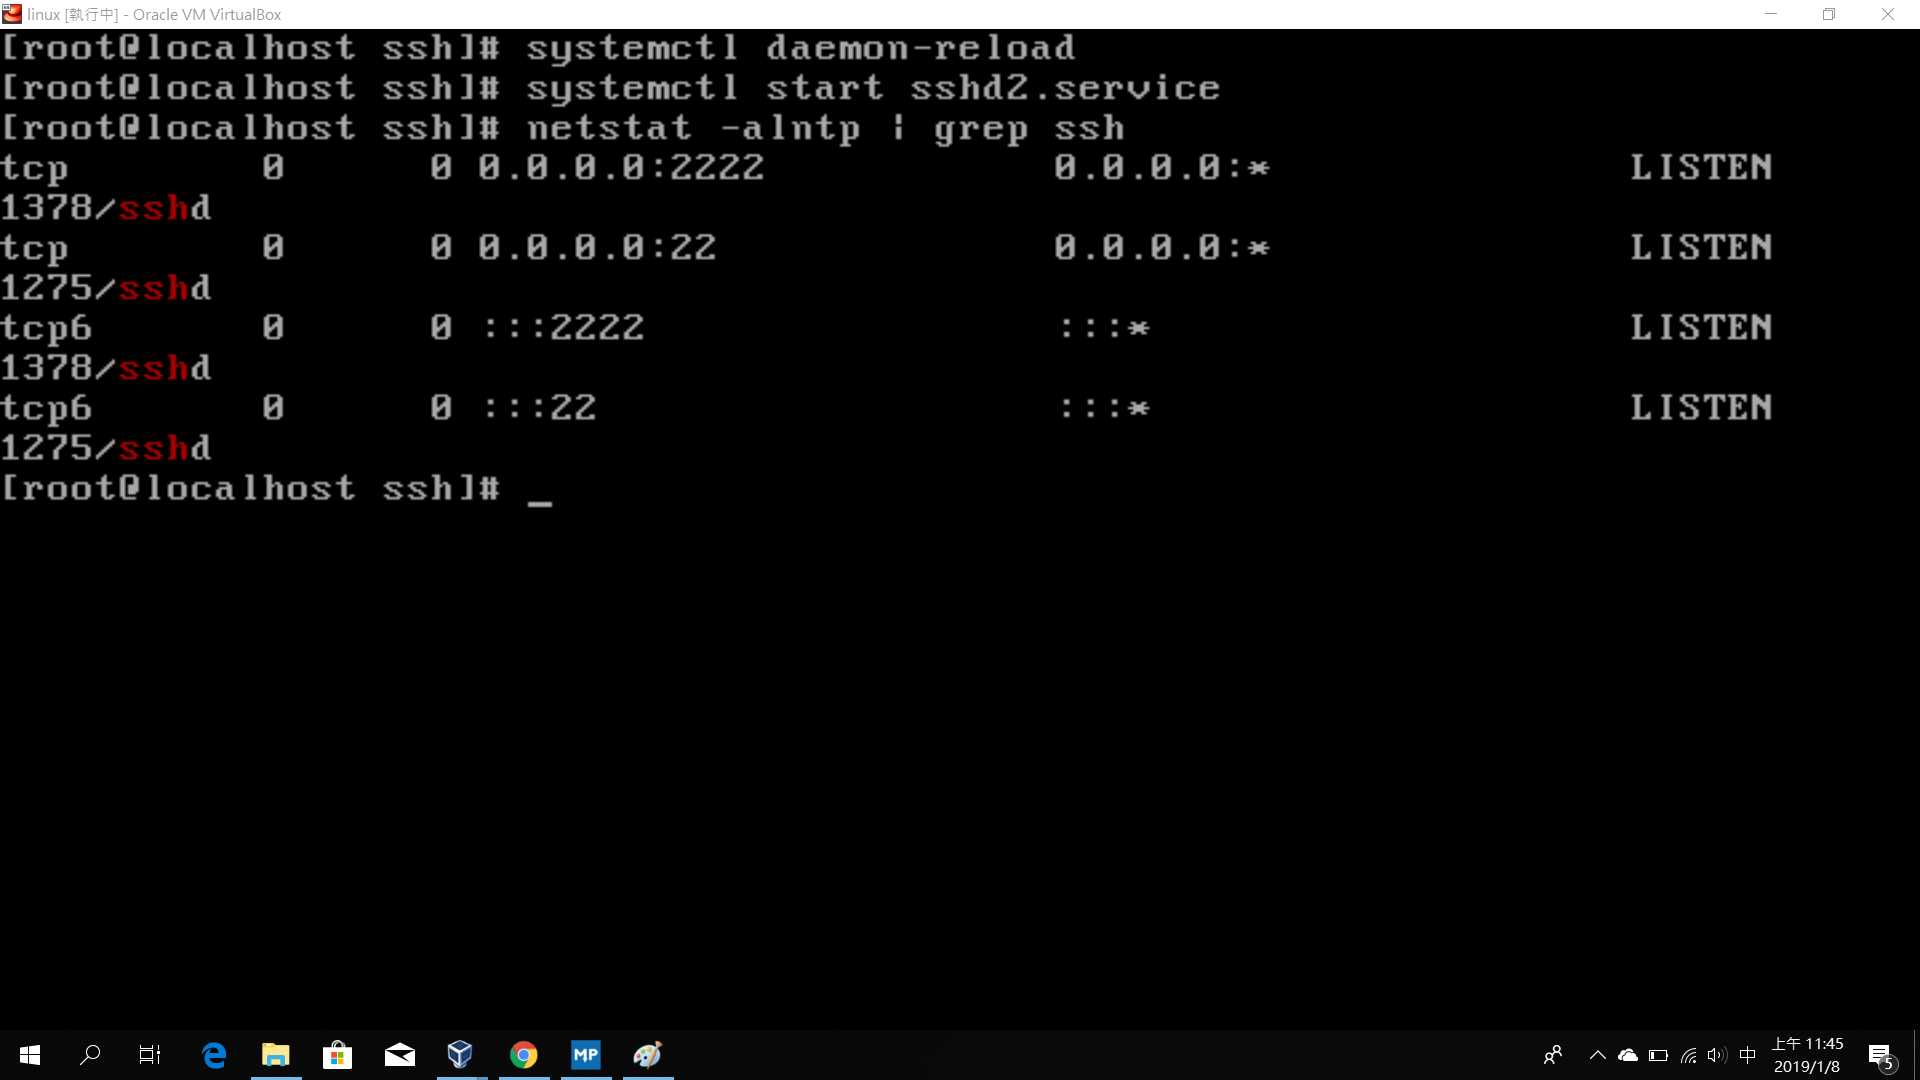 linux [執行中] - Oracle VM VirtualBox
[root@localhost ssh]# systemctl daemon-reload
[root@localhost ssh]# systemctl start sshd2.service
[root@localhost ssh]# netstat -alntp | grep ssh
tcp 0 0 0.0.0.0:2222 0.0.0.0:* LISTEN
1378/sshd
tcp 0 0 0.0.0.0:22 0.0.0.0:* LISTEN
1275/sshd
tcp6 0 0 :::2222 :::* LISTEN
1378/sshd
tcp6 0 0 :::22 :::* LISTEN
1275/sshd
[root@localhost ssh]# _
MP
中
上午 11:45
2019/1/8
5